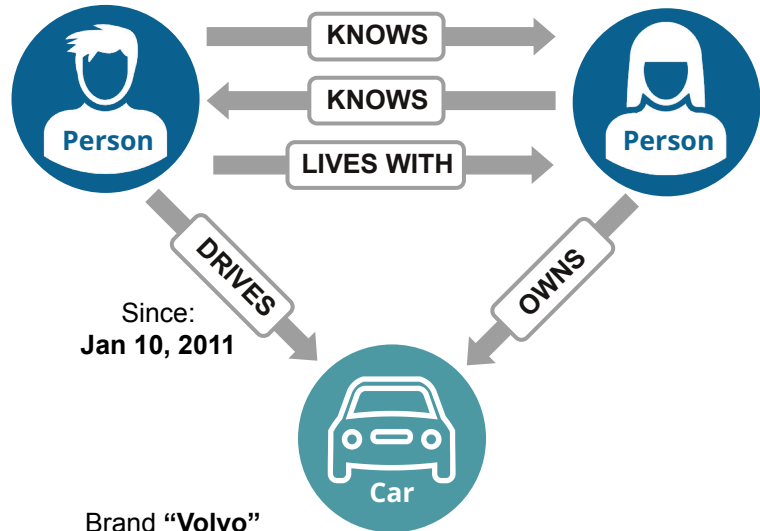 KNOWS
KNOWS
Person
Person
LIVES WITH
DRIVES
OWNS
Since:
Jan 10, 2011
Car
Brand “Volvo”